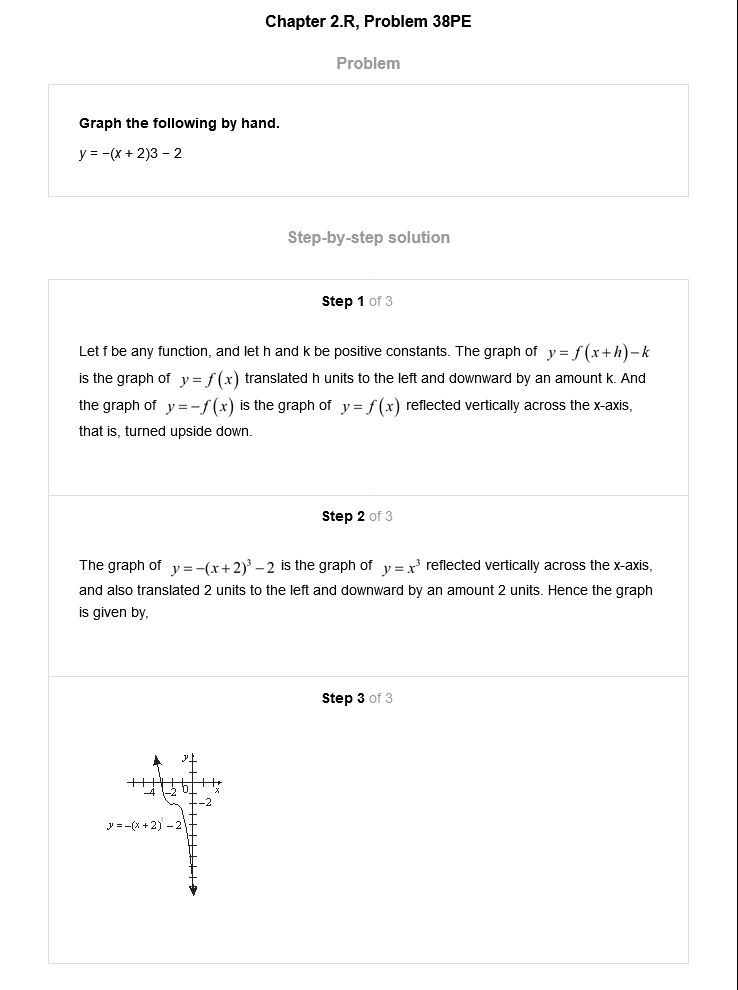 Chapter 2.R, Problem 38PE
Problem
Graph the following by hand.
y = −(x + 2)3 − 2
Step-by-step solution
Step 1 of 3
Let f be any function, and let h and k be positive constants. The graph of y = f(x+h)−k
is the graph of y = f(x) translated h units to the left and downward by an amount k. And
the graph of y = −f(x) is the graph of y = f(x) reflected vertically across the x-axis,
that is, turned upside down.
Step 2 of 3
The graph of y = −(x+2)³ − 2 is the graph of y = x³ reflected vertically across the x-axis,
and also translated 2 units to the left and downward by an amount 2 units. Hence the graph
is given by,
Step 3 of 3
y
−4 −2 0 x
−2
y = −(x + 2) − 2